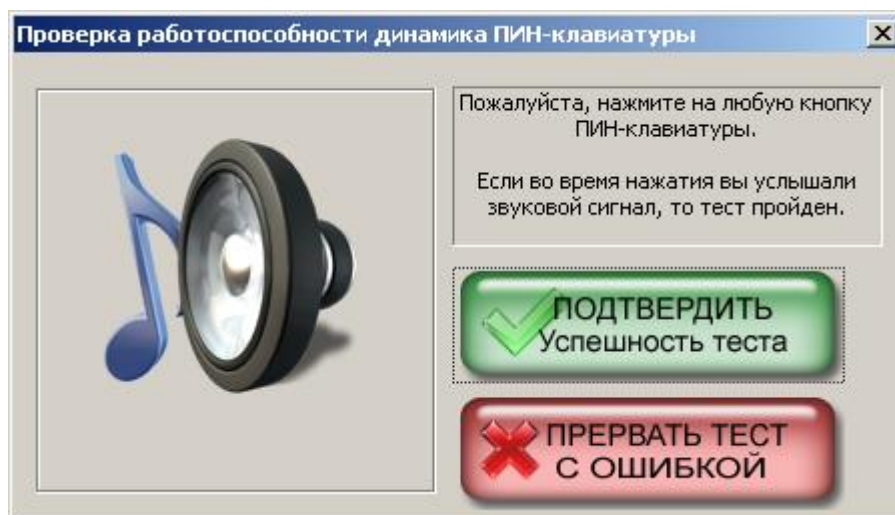 Проверка работоспособности динамика ПИН-клавиатуры
Пожалуйста, нажмите на любую кнопку
ПИН-клавиатуры.
Если во время нажатия вы услышали
звуковой сигнал, то тест пройден.
ПОДТВЕРДИТЬ
Успешность теста
ПРЕРВАТЬ ТЕСТ
С ОШИБКОЙ